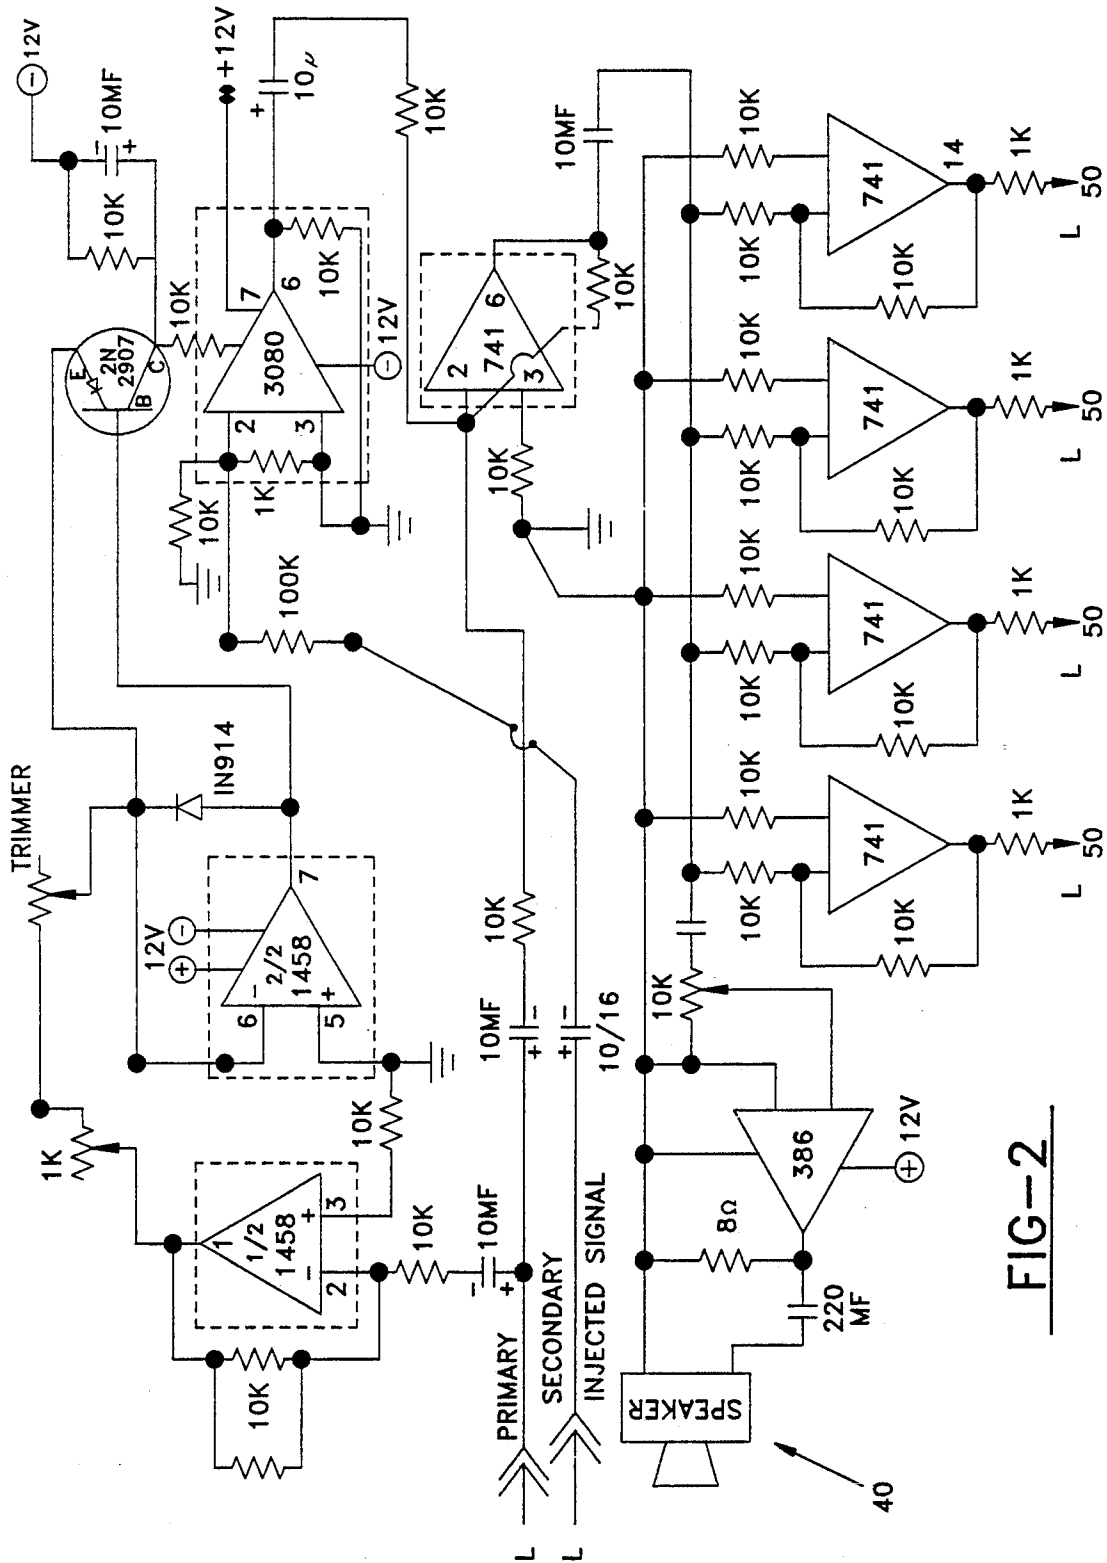 ⊖12V
10MF
- +
10K
TRIMMER
E
2N
2907
C
B
10K
+12V
10μ
+
7
6
2
3
3080
10K
⊖12V
10K
1K
100K
10K
IN914
12V
+ -
2/2
1458
- +
6
5
7
1K
1/2
1458
1
- +
2
3
10K
10K
10K
10MF
- +
PRIMARY
SECONDARY
INJECTED SIGNAL
L
L
10MF
+ -
10K
10/16
+ -
2
3
741
6
10K
10K
10MF
10K
10K
10K
10K
10K
10K
10K
10K
10K
741
741
741
741
14
10K
10K
10K
10K
1K
1K
1K
1K
L 50
L 50
L 50
L 50
386
⊕12V
8Ω
220
MF
SPEAKER
40
FIG-2